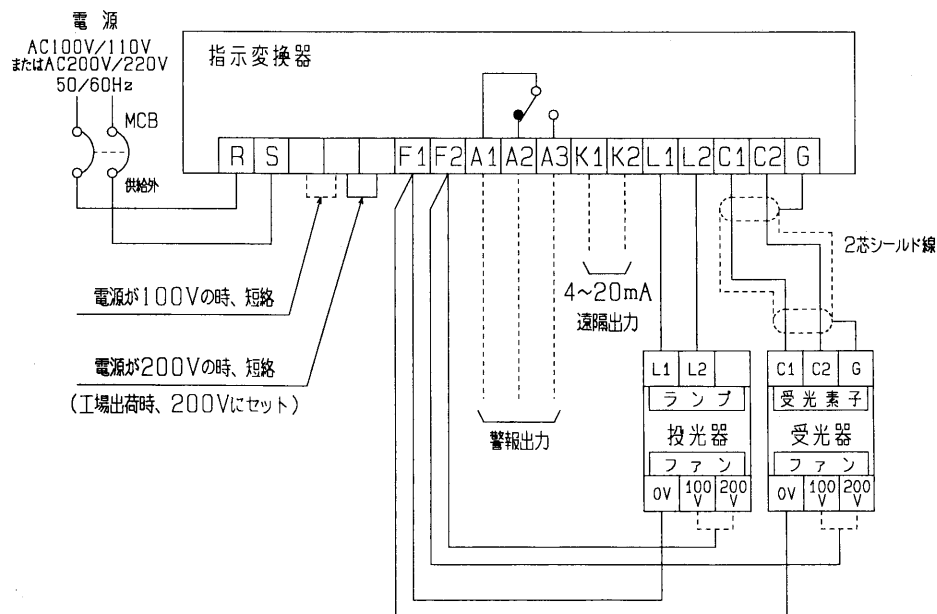 電源
AC100V/110V
またはAC200V/220V
50/60Hz
MCB
供給外
指示変換器
R S F1 F2 A1 A2 A3 K1 K2 L1 L2 C1 C2 G
2芯シールド線
電源が100Vの時、短絡
電源が200Vの時、短絡
(工場出荷時、200Vにセット)
4~20mA
遠隔出力
警報出力
L1 L2
ランプ
投光器
ファン
0V 100V 200V
C1 C2 G
受光素子
受光器
ファン
0V 100V 200V